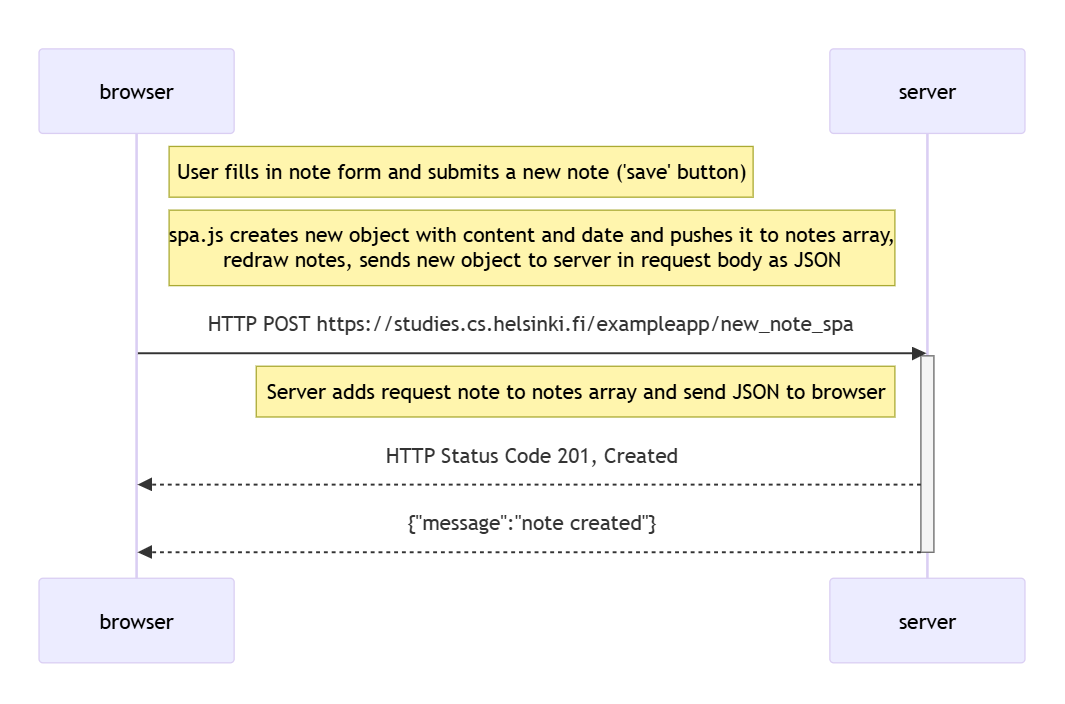 browser
server
User fills in note form and submits a new note ('save' button)
spa.js creates new object with content and date and pushes it to notes array,
redraw notes, sends new object to server in request body as JSON
HTTP POST https://studies.cs.helsinki.fi/exampleapp/new_note_spa
Server adds request note to notes array and send JSON to browser
HTTP Status Code 201, Created
{"message":"note created"}
browser
server